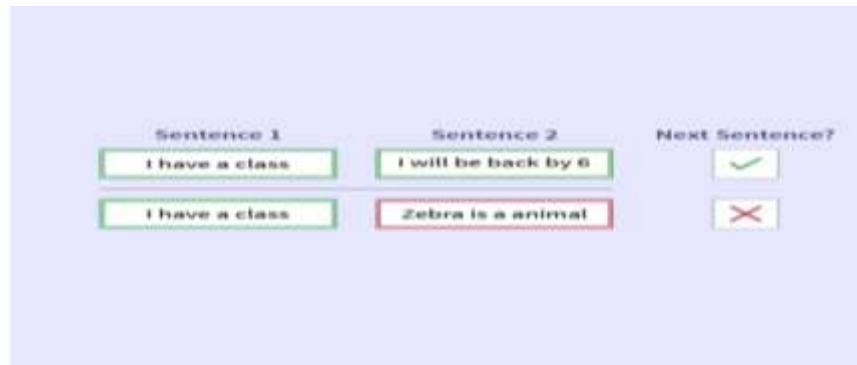 Sentence 1 Sentence 2 Next Sentence?
I have a class I will be back by 6
I have a class Zebra is a animal